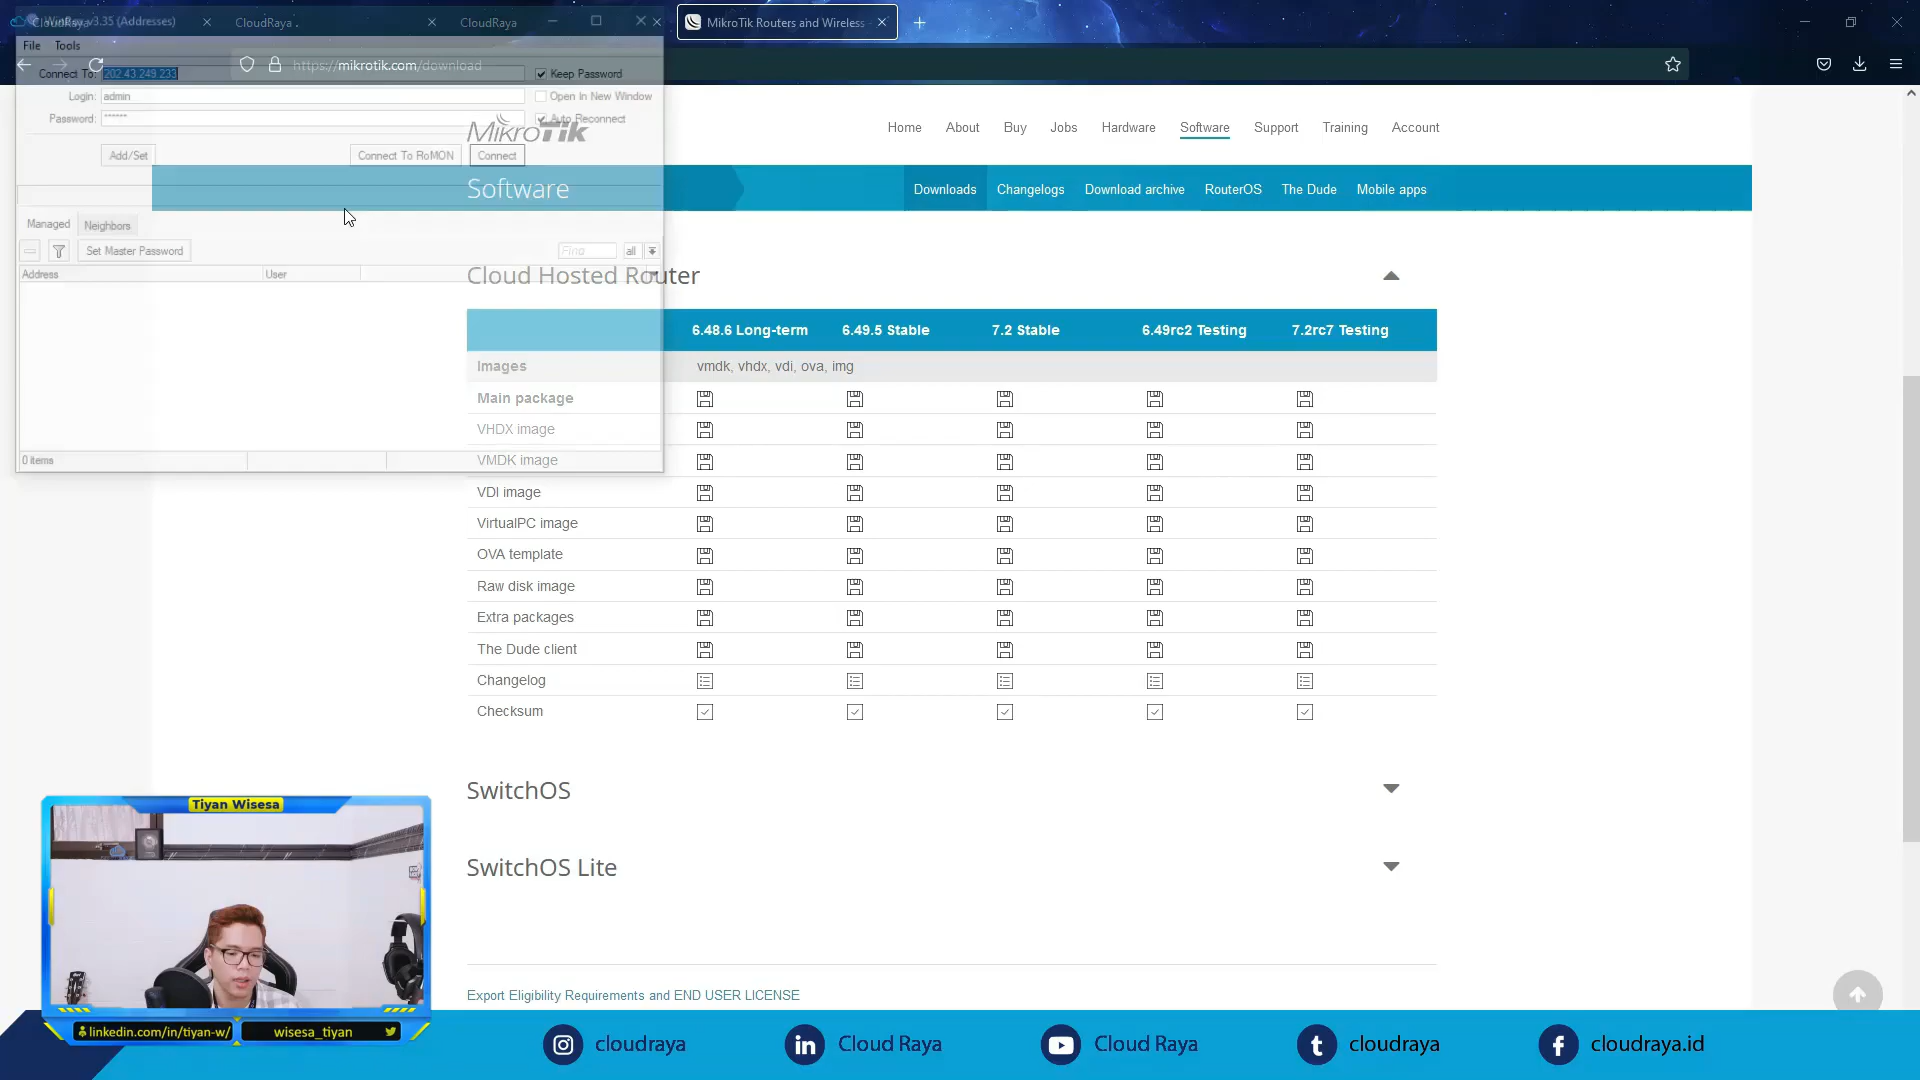 WinBox v3.35 (Addresses)
CloudRaya
CloudRaya
CloudRaya
MikroTik Routers and Wireless
File Tools
https://mikrotik.com/download
Connect To: 202.43.249.233
Keep Password
Login: admin
Open In New Window
Password: ******
Auto Reconnect
Add/Set
Connect To RoMON
Connect
MikroTik
Home About Buy Jobs Hardware Software Support Training Account
Software
Downloads Changelogs Download archive RouterOS The Dude Mobile apps
Managed Neighbors
Set Master Password
Find
all
Address User
0 items
Cloud Hosted Router
6.48.6 Long-term 6.49.5 Stable 7.2 Stable 6.49rc2 Testing 7.2rc7 Testing
Images vmdk, vhdx, vdi, ova, img
Main package
VHDX image
VMDK image
VDI image
VirtualPC image
OVA template
Raw disk image
Extra packages
The Dude client
Changelog
Checksum
SwitchOS
SwitchOS Lite
Export Eligibility Requirements and END USER LICENSE
Tiyan Wisesa
linkedin.com/in/tiyan-w/
wisesa_tiyan
cloudraya
Cloud Raya
Cloud Raya
cloudraya
cloudraya.id